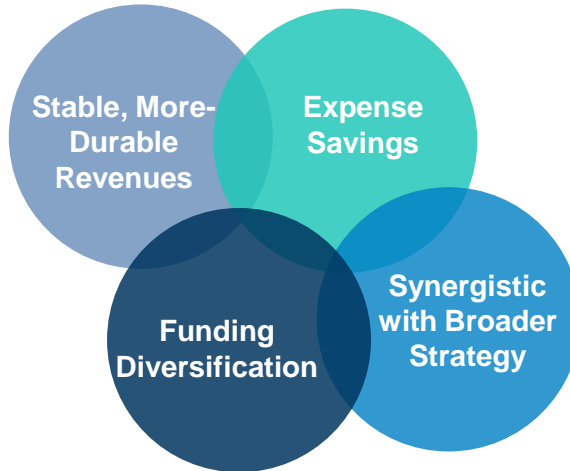 Stable, More-
Durable
Revenues
Expense
Savings
Funding
Diversification
Synergistic
with Broader
Strategy